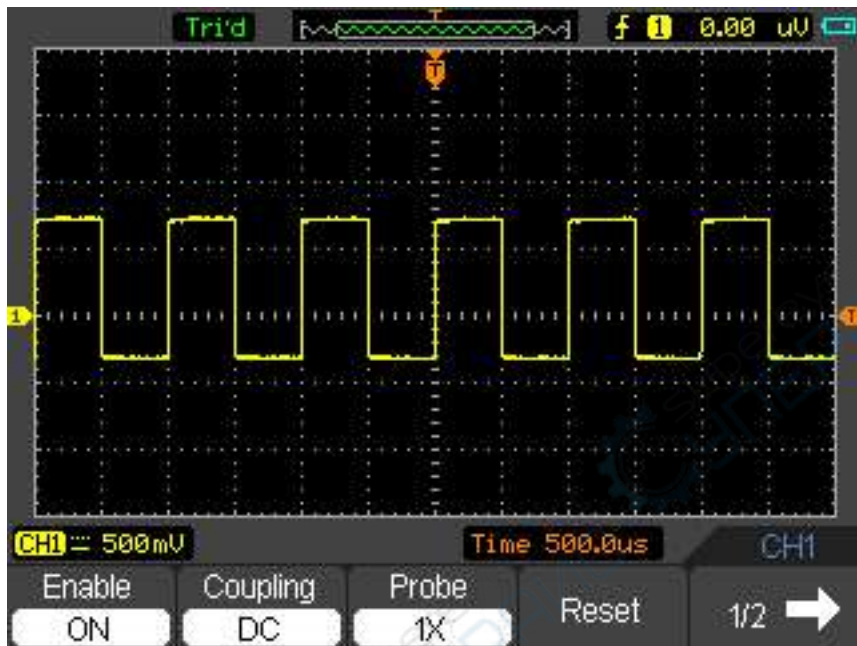 Tri'd T f 1 0.00 uV
T
1 T
CH1 500mV Time 500.0us CH1
Enable Coupling Probe Reset 1/2
ON DC 1X